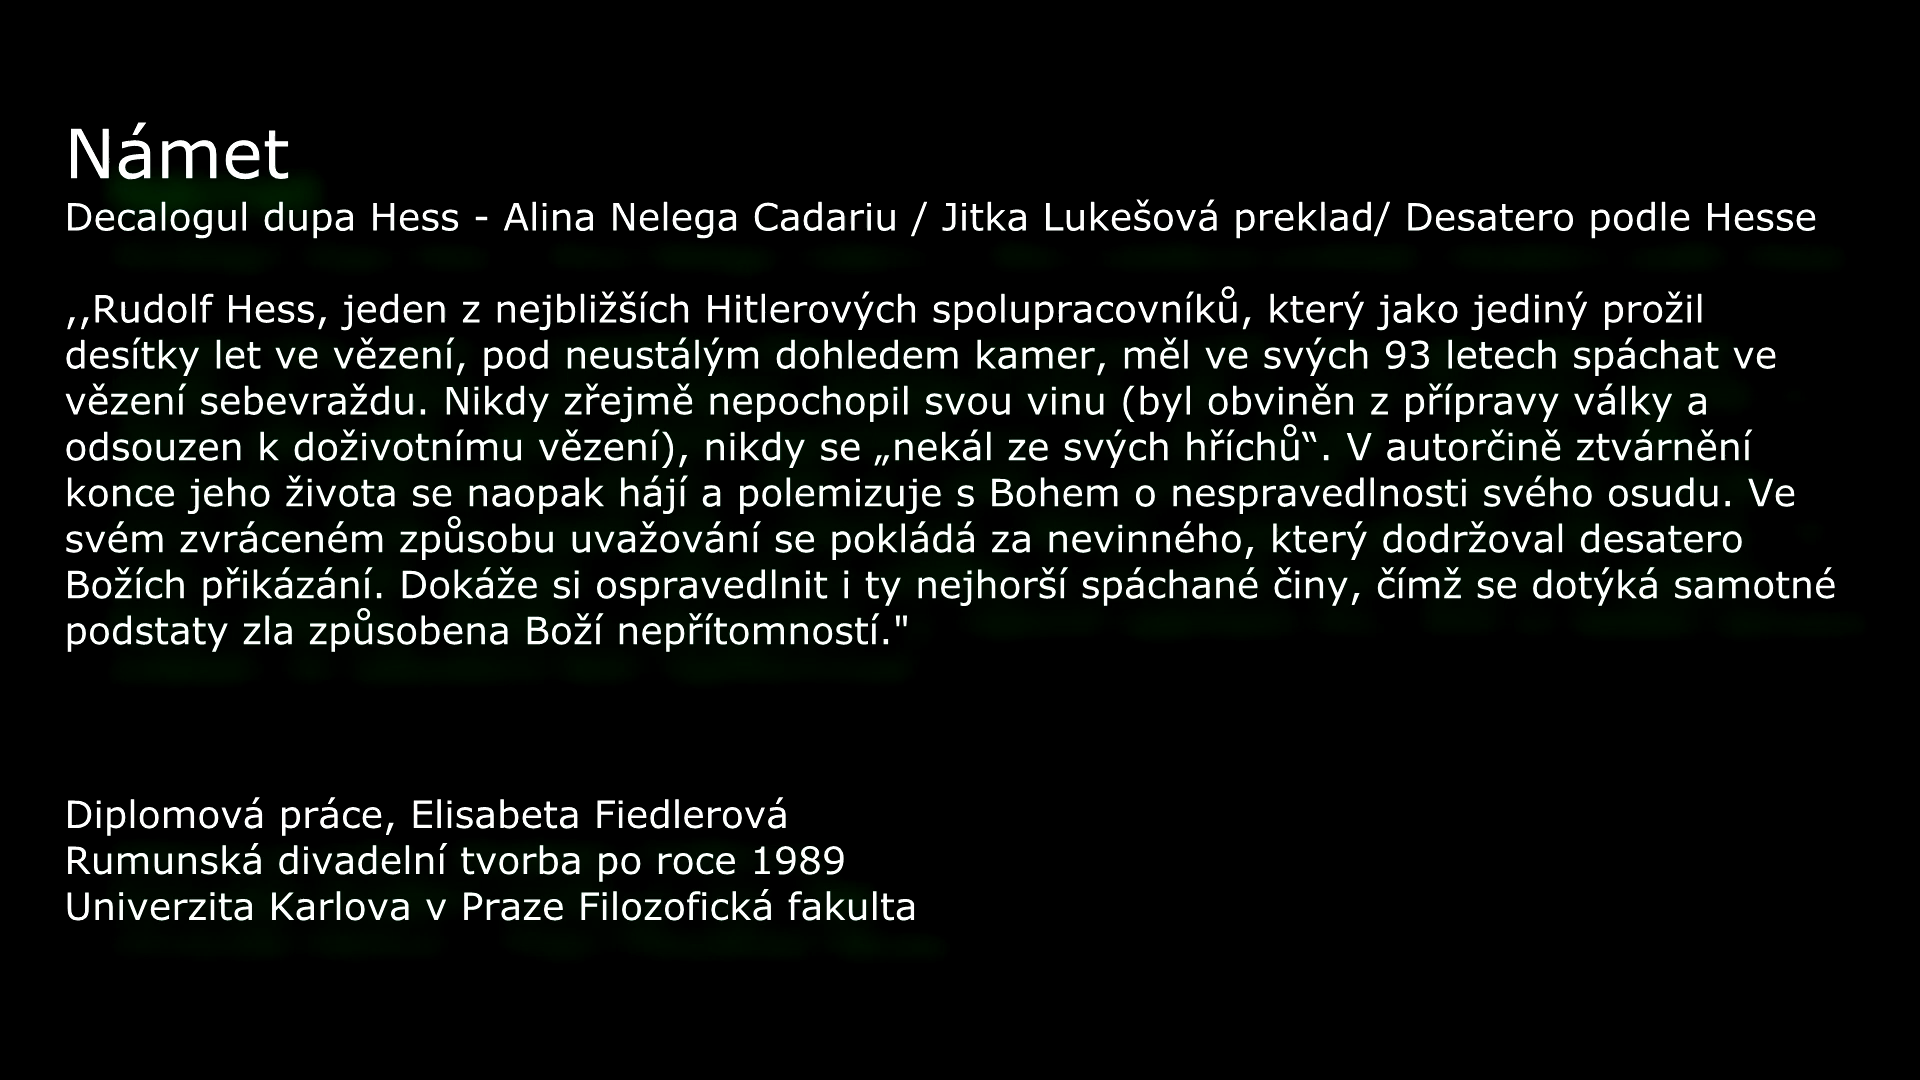 Námet
Decalogul dupa Hess - Alina Nelega Cadariu / Jitka Lukešová preklad/ Desatero podle Hesse
,,Rudolf Hess, jeden z nejbližších Hitlerových spolupracovníků, který jako jediný prožil
desítky let ve vězení, pod neustálým dohledem kamer, měl ve svých 93 letech spáchat ve
vězení sebevraždu. Nikdy zřejmě nepochopil svou vinu (byl obviněn z přípravy války a
odsouzen k doživotnímu vězení), nikdy se „nekál ze svých hříchů“. V autorčině ztvárnění
konce jeho života se naopak hájí a polemizuje s Bohem o nespravedlnosti svého osudu. Ve
svém zvráceném způsobu uvažování se pokládá za nevinného, který dodržoval desatero
Božích přikázání. Dokáže si ospravedlnit i ty nejhorší spáchané činy, čímž se dotýká samotné
podstaty zla způsobena Boží nepřítomností."
Diplomová práce, Elisabeta Fiedlerová
Rumunská divadelní tvorba po roce 1989
Univerzita Karlova v Praze Filozofická fakulta